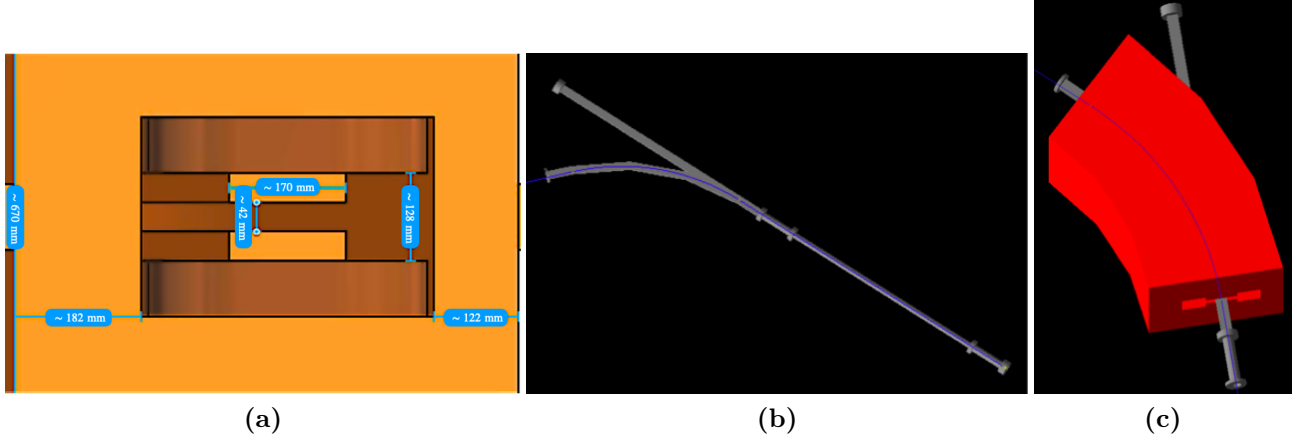 ~ 170 mm
~ 670 mm
~ 42 mm
~ 128 mm
~ 182 mm
~ 122 mm
(a)
(b)
(c)